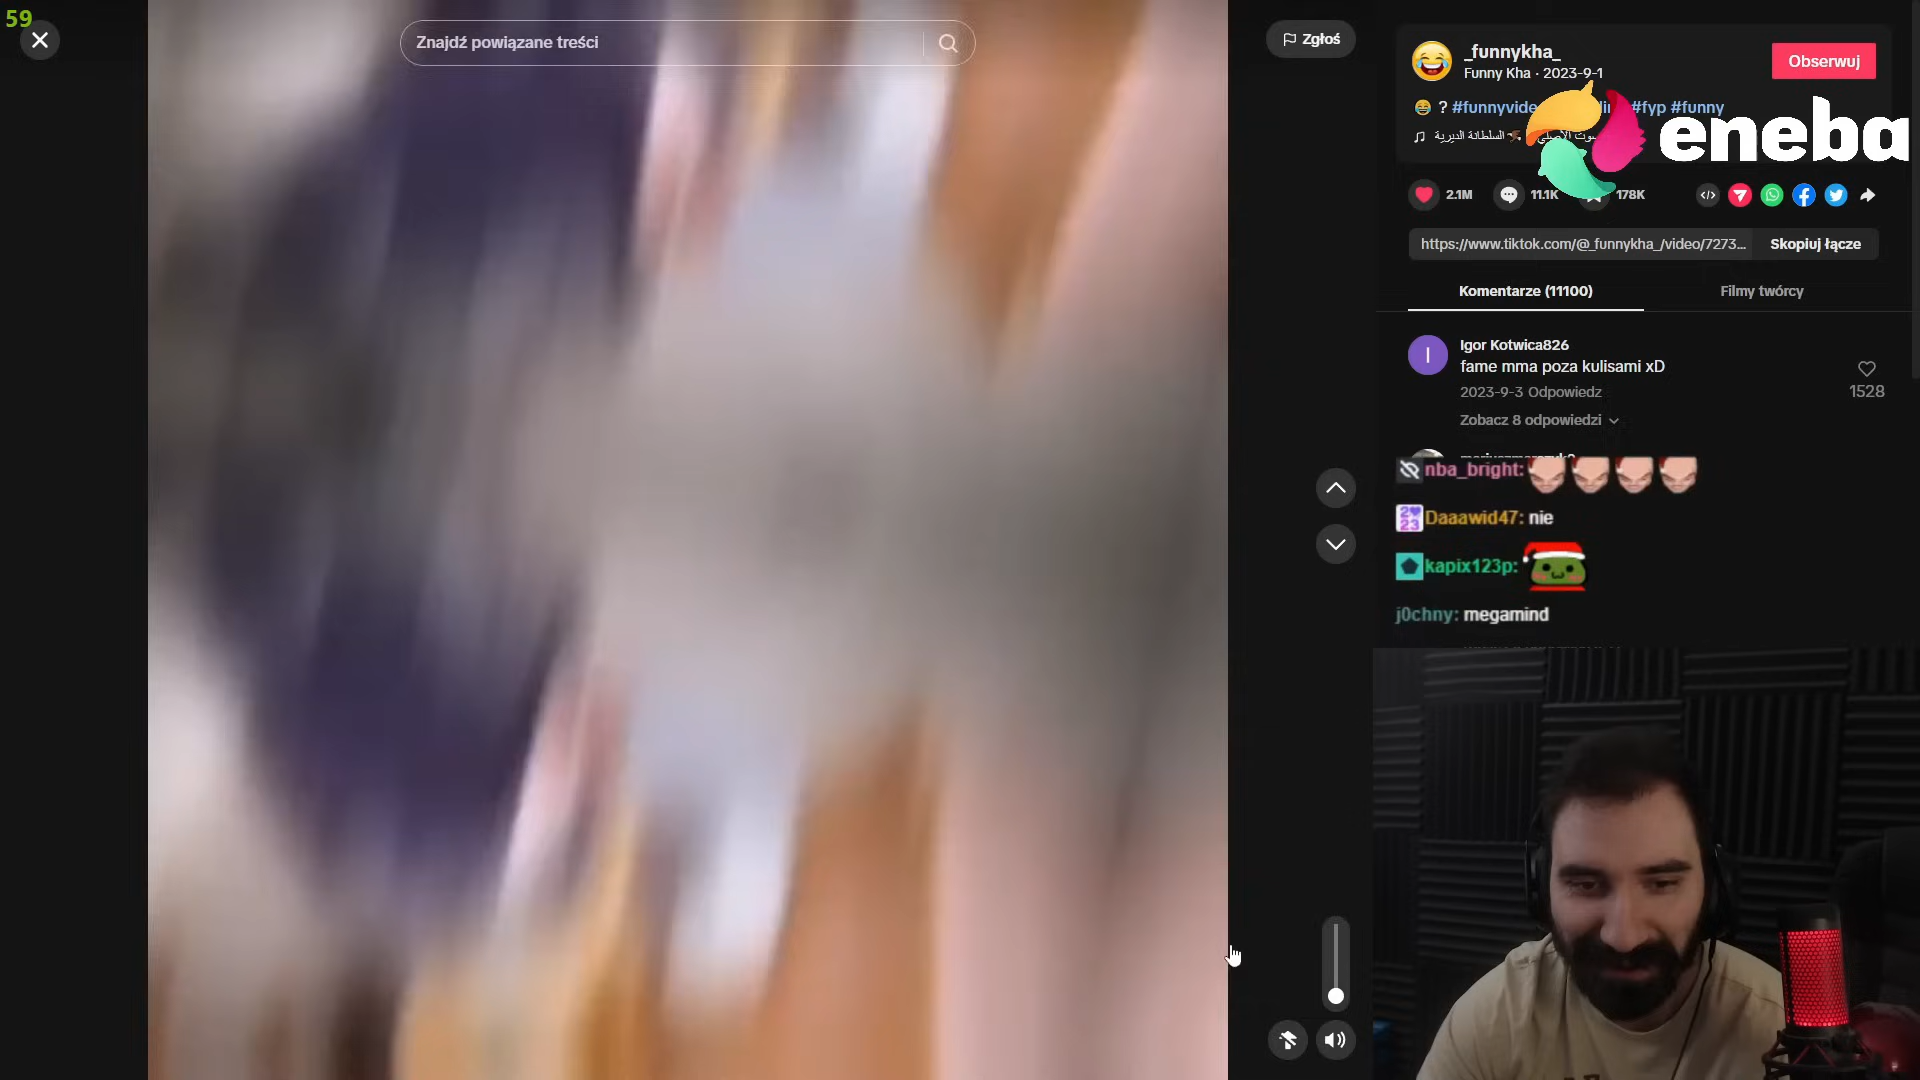 59
Znajdź powiązane treści
Zgłoś
_funnykha_
Funny Kha · 2023-9-1
Obserwuj
? #funnyvide
#fyp #funny
السلطانة الديرية
eneba
2.1M
11.1K
178K
https://www.tiktok.com/@_funnykha_/video/7273...
Skopiuj łącze
Komentarze (11100)
Filmy twórcy
I
Igor Kotwica826
fame mma poza kulisami xD
2023-9-3 Odpowiedz
1528
Zobacz 8 odpowiedzi
nba_bright:
Daaawid47: nie
kapix123p:
j0chny: megamind